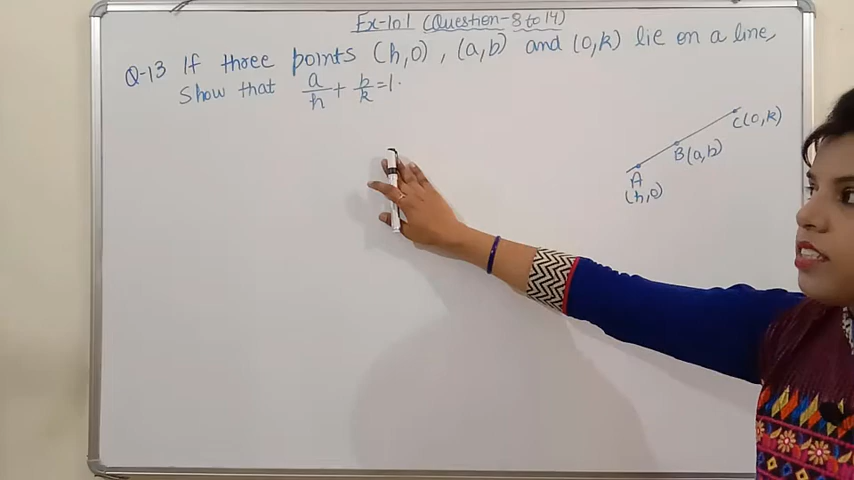 Ex-10.1 (Question-8 to 14)
Q-13 If three points (h,0), (a,b) and (0,k) lie on a line,
Show that a/h + b/k = 1.
C(0,k)
B(a,b)
A
(h,0)